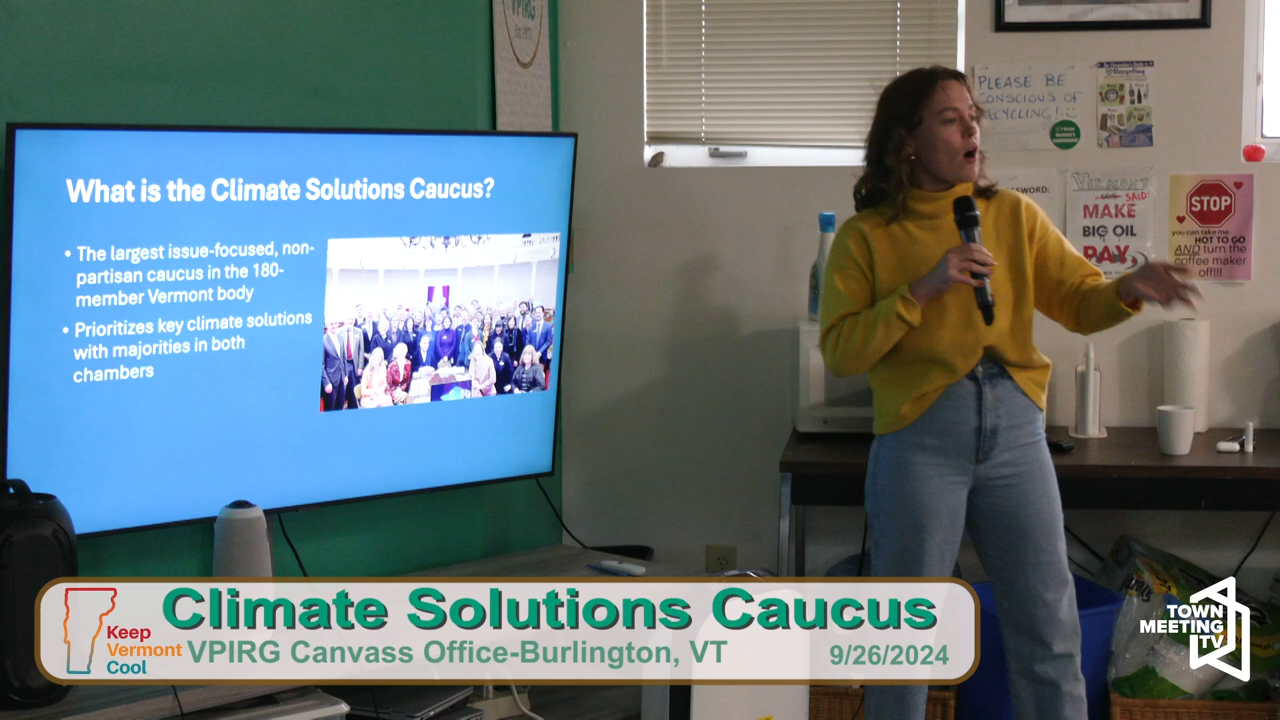 VPIRG
What is the Climate Solutions Caucus?
• The largest issue-focused, non-
partisan caucus in the 180-
member Vermont body
• Prioritizes key climate solutions
with majorities in both
chambers
PLEASE BE
CONSCIOUS OF
RECYCLING!
VERMONT
SAID:
MAKE
BIG OIL
PAY
STOP
you can take me
HOT TO GO
AND turn the
coffee maker
off!!!
Climate Solutions Caucus
Keep
Vermont
Cool
VPIRG Canvass Office-Burlington, VT
9/26/2024
TOWN
MEETING
TV